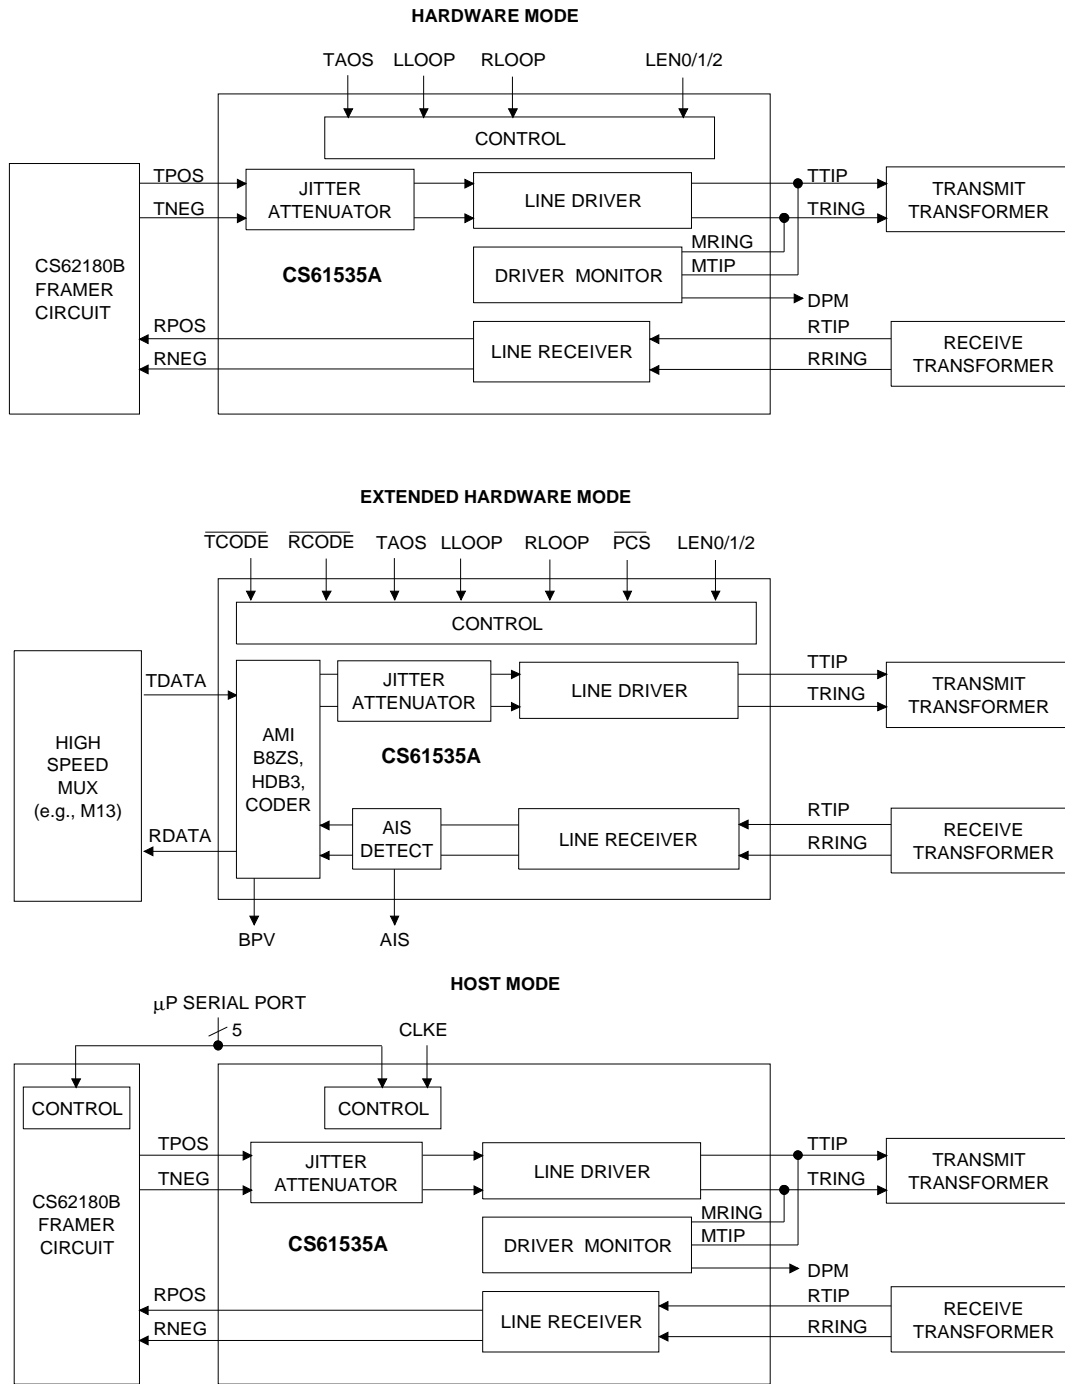 HARDWARE MODE
TAOS LLOOP RLOOP LEN0/1/2
CONTROL
TPOS
TNEG
JITTER
ATTENUATOR
LINE DRIVER
TTIP
TRING
TRANSMIT
TRANSFORMER
CS62180B
FRAMER
CIRCUIT
CS61535A
DRIVER MONITOR
MRING
MTIP
DPM
RPOS
RNEG
LINE RECEIVER
RTIP
RRING
RECEIVE
TRANSFORMER
EXTENDED HARDWARE MODE
TCODE RCODE TAOS LLOOP RLOOP PCS LEN0/1/2
CONTROL
HIGH
SPEED
MUX
(e.g., M13)
TDATA
RDATA
AMI
B8ZS,
HDB3,
CODER
JITTER
ATTENUATOR
LINE DRIVER
TTIP
TRING
TRANSMIT
TRANSFORMER
CS61535A
AIS
DETECT
LINE RECEIVER
RTIP
RRING
RECEIVE
TRANSFORMER
BPV
AIS
HOST MODE
μP SERIAL PORT
5
CLKE
CONTROL
CONTROL
TPOS
TNEG
JITTER
ATTENUATOR
LINE DRIVER
TTIP
TRING
TRANSMIT
TRANSFORMER
CS62180B
FRAMER
CIRCUIT
CS61535A
DRIVER MONITOR
MRING
MTIP
DPM
RPOS
RNEG
LINE RECEIVER
RTIP
RRING
RECEIVE
TRANSFORMER